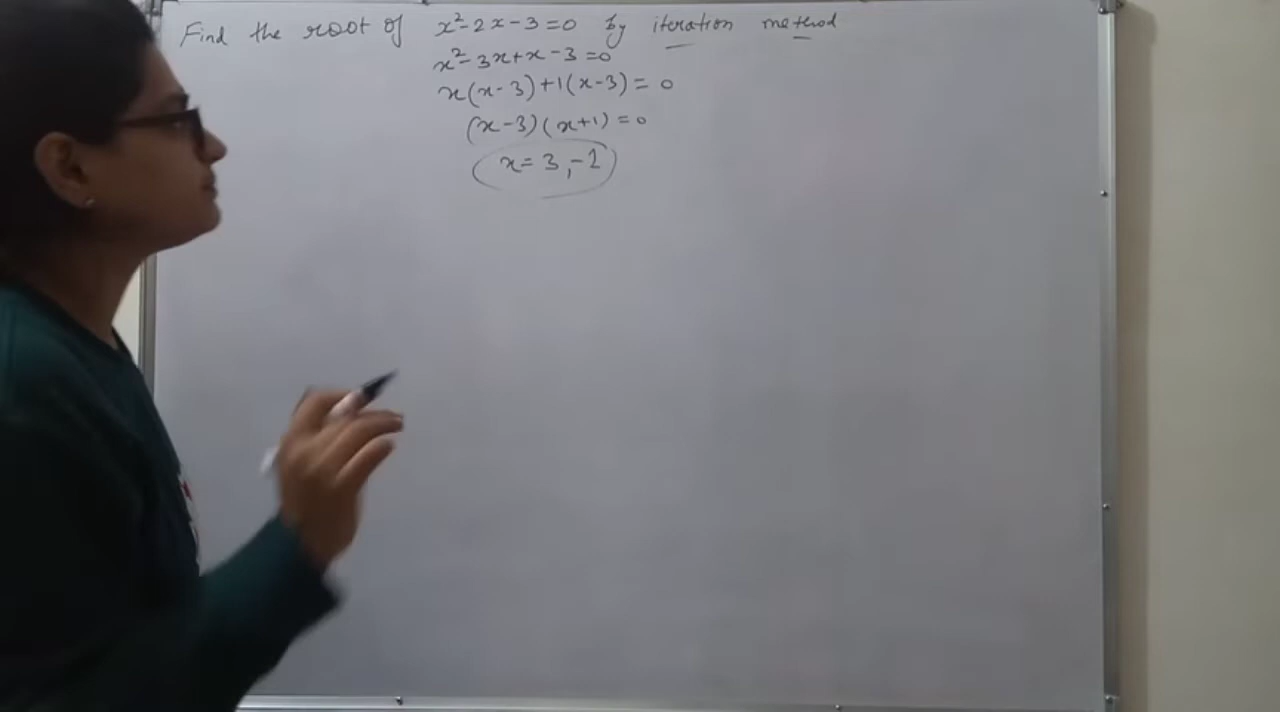 Find the root of x²-2x-3=0 by iteration method
x²-3x+x-3=0
x(x-3)+1(x-3)=0
(x-3)(x+1)=0
x=3,-1